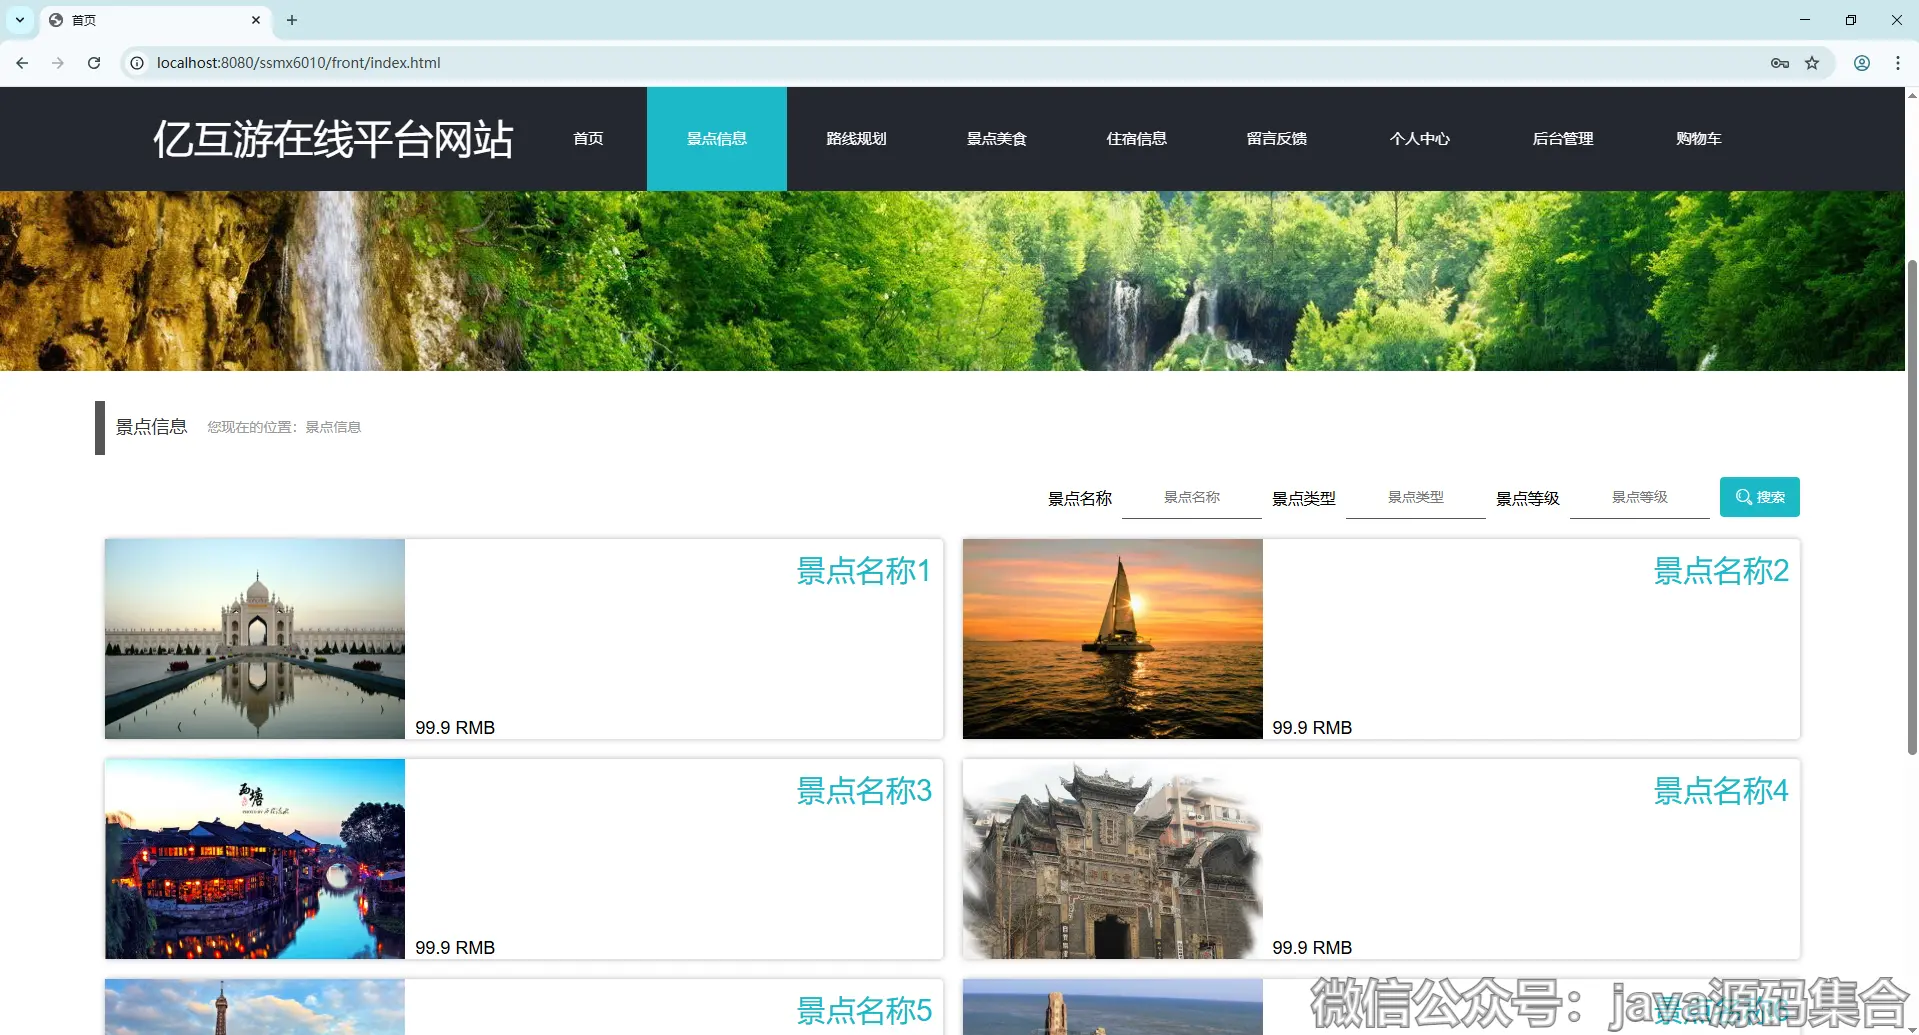 首页
localhost:8080/ssmx6010/front/index.html
亿互游在线平台网站 首页 景点信息 路线规划 景点美食 住宿信息 留言反馈 个人中心 后台管理 购物车
景点信息 您现在的位置：景点信息
景点名称 景点名称 景点类型 景点类型 景点等级 景点等级 搜索
景点名称1
99.9 RMB
景点名称2
99.9 RMB
西塘
景点名称3
99.9 RMB
景点名称4
99.9 RMB
景点名称5
景点名称6
微信公众号：java源码集合